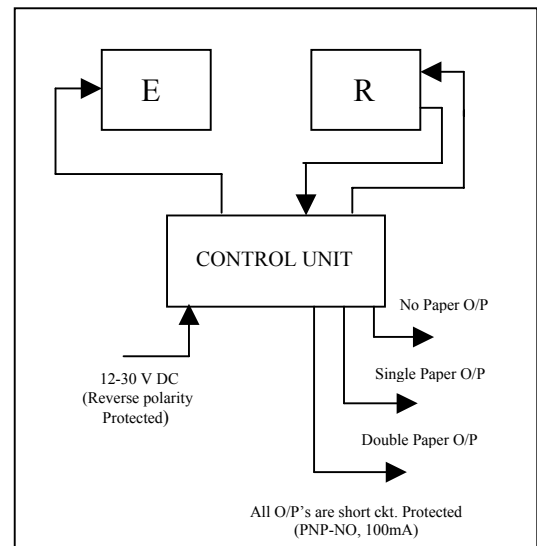 E
R
CONTROL UNIT
No Paper O/P
12-30 V DC
(Reverse polarity
Protected)
Single Paper O/P
Double Paper O/P
All O/P’s are short ckt. Protected
(PNP-NO, 100mA)